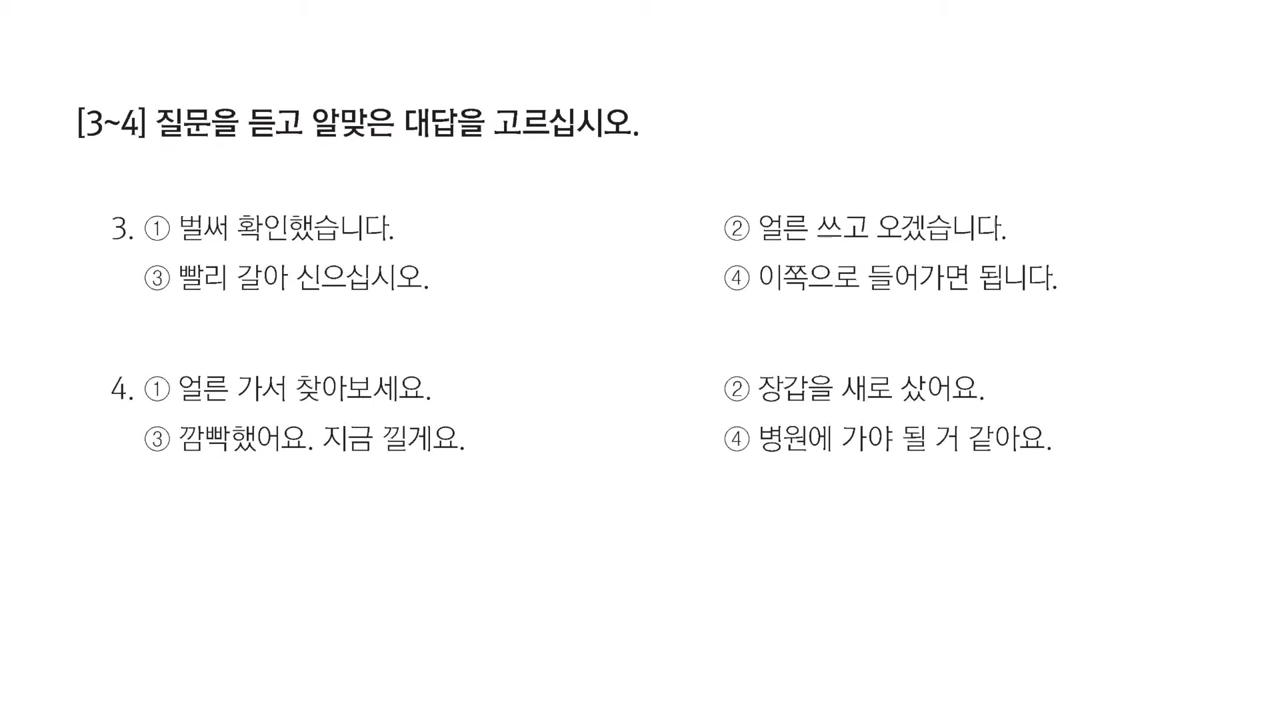 [3~4] 질문을 듣고 알맞은 대답을 고르십시오.
3. ① 벌써 확인했습니다. ② 얼른 쓰고 오겠습니다.
③ 빨리 갈아 신으십시오. ④ 이쪽으로 들어가면 됩니다.
4. ① 얼른 가서 찾아보세요. ② 장갑을 새로 샀어요.
③ 깜빡했어요. 지금 낄게요. ④ 병원에 가야 될 거 같아요.